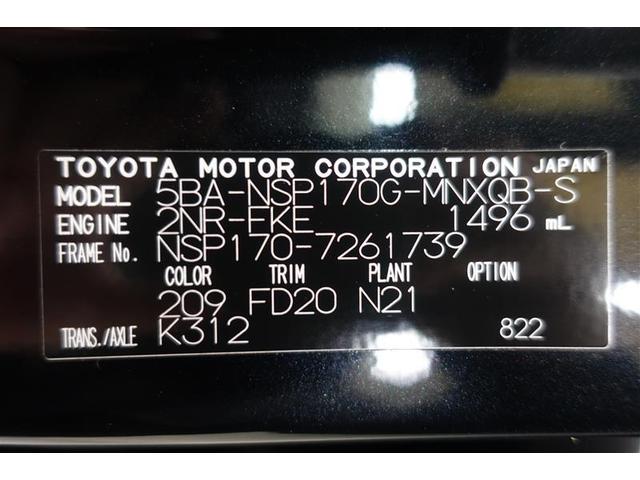 TOYOTA MOTOR CORPORATION JAPAN
MODEL 5BA-NSP170G-MNXQB-S
ENGINE 2NR-FKE 1496 mL
FRAME No. NSP170-7261739
COLOR TRIM PLANT OPTION
209 FD20 N21
TRANS./AXLE K312 822